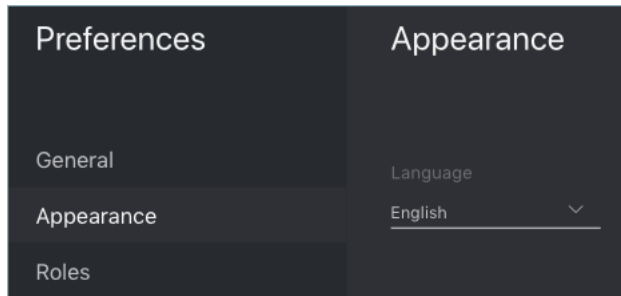 Preferences
General
Appearance
Roles
Appearance
Language
English